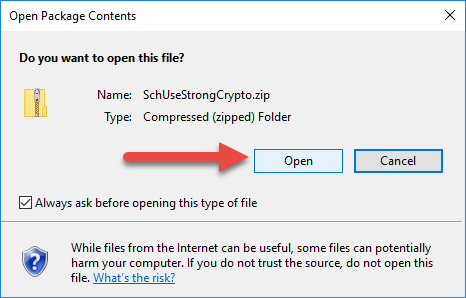 Open Package Contents
Do you want to open this file?
Name: SchUseStrongCrypto.zip
Type: Compressed (zipped) Folder
Open Cancel
Always ask before opening this type of file
While files from the Internet can be useful, some files can potentially
harm your computer. If you do not trust the source, do not open this
file. What's the risk?